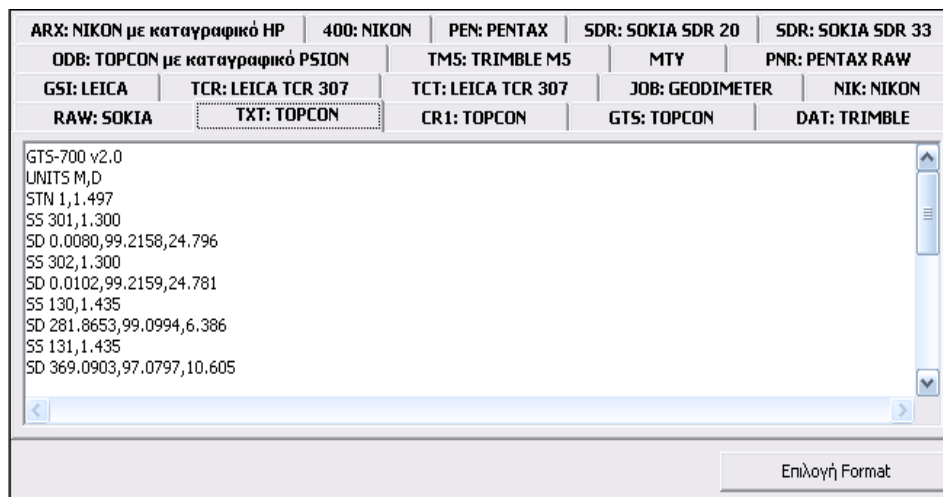 ARX: NIKON με καταγραφικό HP 400: NIKON PEN: PENTAX SDR: SOKIA SDR 20 SDR: SOKIA SDR 33
ODB: TOPCON με καταγραφικό PSION TM5: TRIMBLE M5 MTY PNR: PENTAX RAW
GSI: LEICA TCR: LEICA TCR 307 TCT: LEICA TCR 307 JOB: GEODIMETER NIK: NIKON
RAW: SOKIA TXT: TOPCON CR1: TOPCON GTS: TOPCON DAT: TRIMBLE
GTS-700 v2.0
UNITS M,D
STN 1,1.497
SS 301,1.300
SD 0.0080,99.2158,24.796
SS 302,1.300
SD 0.0102,99.2159,24.781
SS 130,1.435
SD 281.8653,99.0994,6.386
SS 131,1.435
SD 369.0903,97.0797,10.605
Επιλογή Format